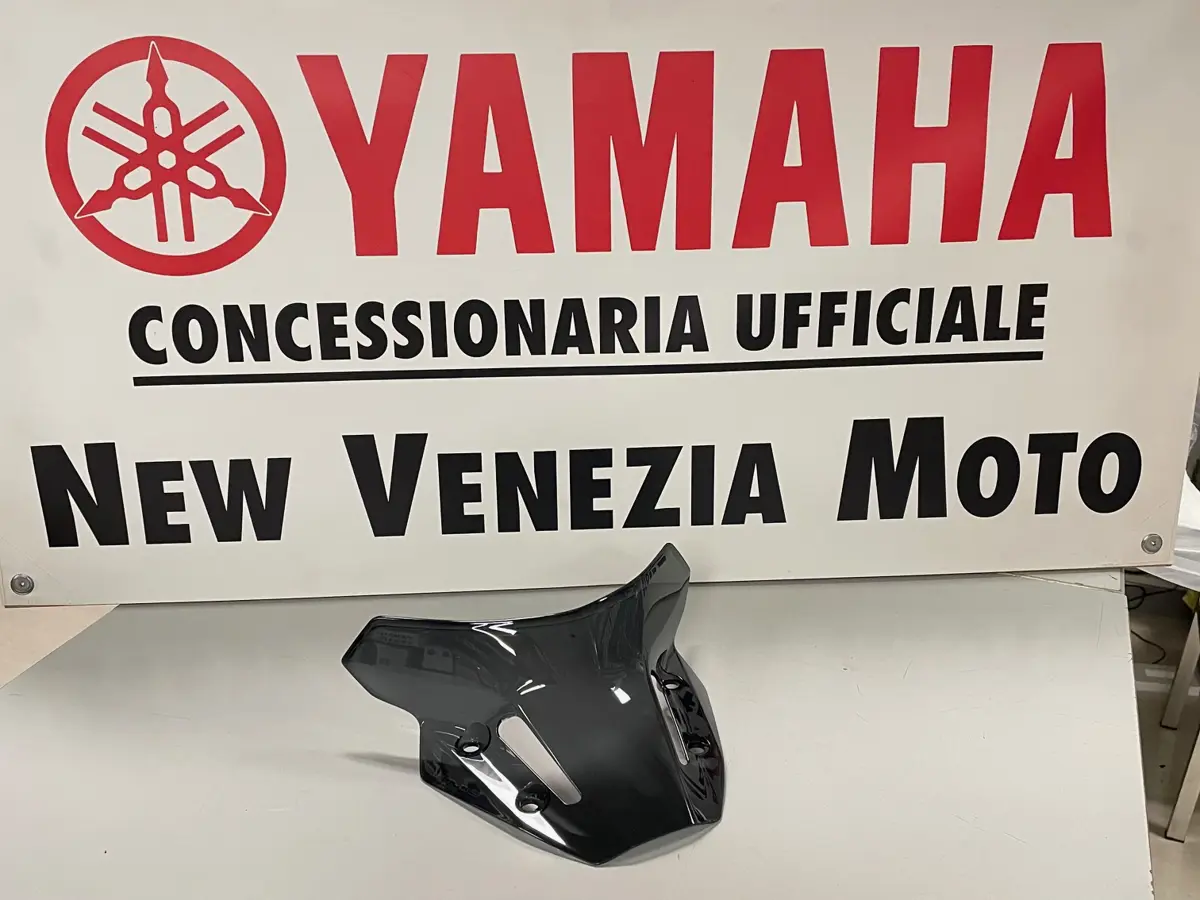 YAMAHA
CONCESSIONARIA UFFICIALE
NEW VENEZIA MOTO